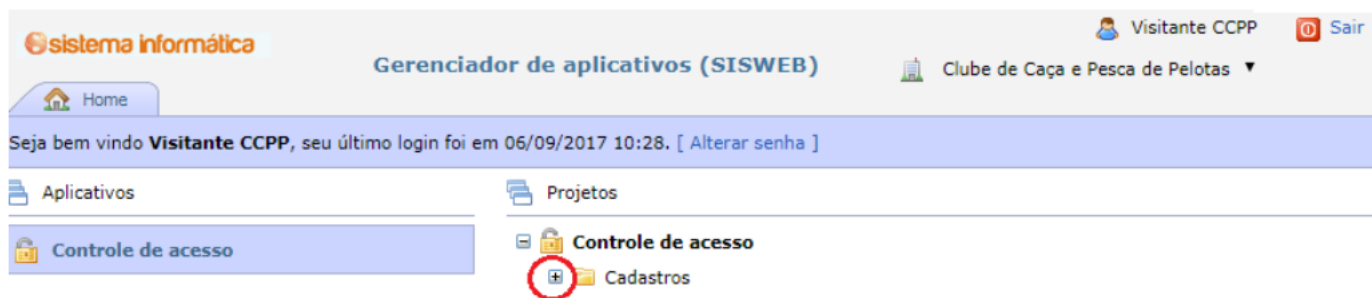 sistema informática
Gerenciador de aplicativos (SISWEB)
Visitante CCPP
Sair
Clube de Caça e Pesca de Pelotas ▼
Home
Seja bem vindo Visitante CCPP, seu último login foi em 06/09/2017 10:28. [ Alterar senha ]
Aplicativos
Projetos
Controle de acesso
Controle de acesso
Cadastros